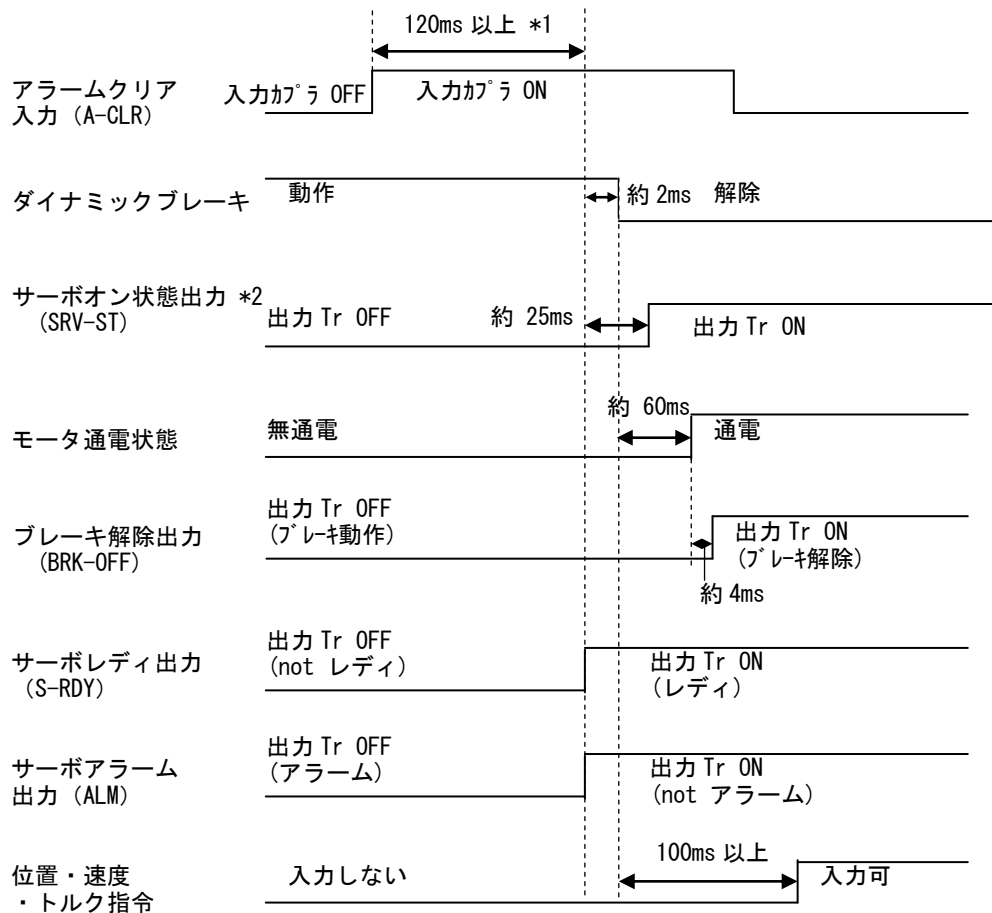 120ms 以上 *1
アラームクリア
入力（A-CLR）
入力ｶﾌﾟﾗ OFF
入力ｶﾌﾟﾗ ON
ダイナミックブレーキ
動作
約 2ms
解除
サーボオン状態出力 *2
（SRV-ST）
出力 Tr OFF
約 25ms
出力 Tr ON
約 60ms
モータ通電状態
無通電
通電
ブレーキ解除出力
（BRK-OFF）
出力 Tr OFF
（ﾌﾞﾚｰｷ動作）
出力 Tr ON
（ﾌﾞﾚｰｷ解除）
約 4ms
サーボレディ出力
（S-RDY）
出力 Tr OFF
（not レディ）
出力 Tr ON
（レディ）
サーボアラーム
出力（ALM）
出力 Tr OFF
（アラーム）
出力 Tr ON
（not アラーム）
位置・速度
・トルク指令
入力しない
100ms 以上
入力可